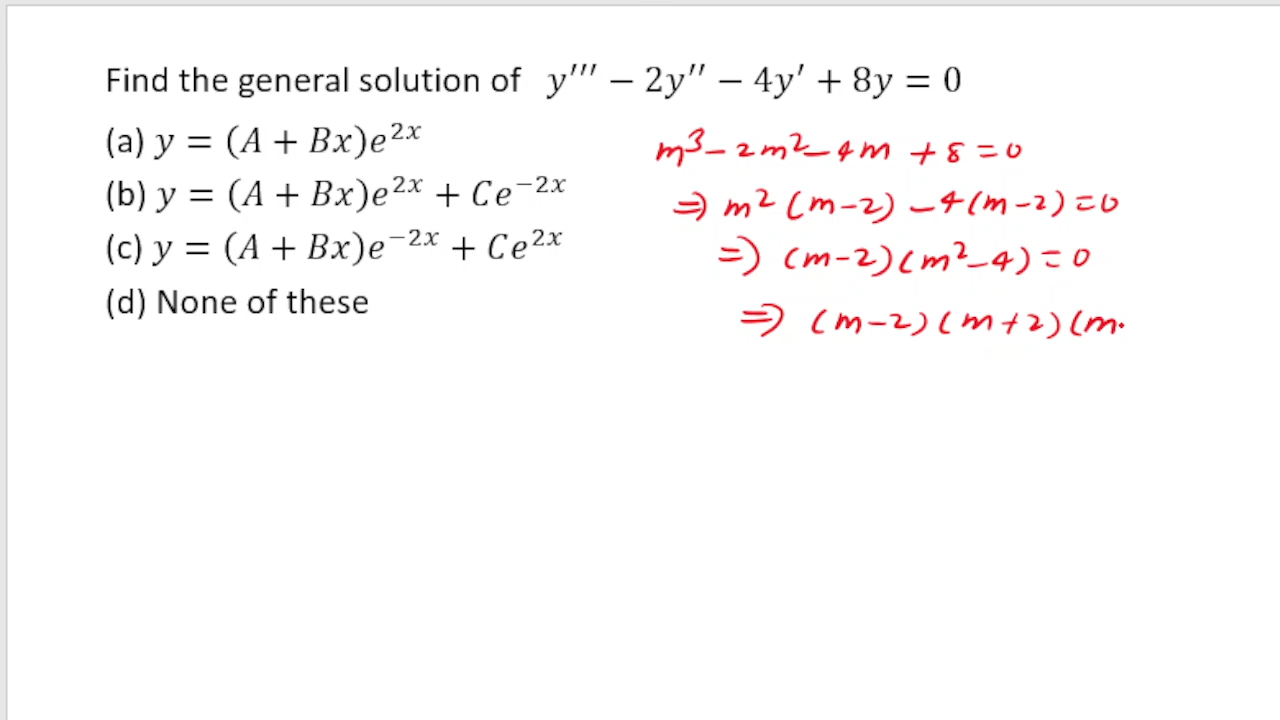 Find the general solution of y′′′ − 2y′′ − 4y′ + 8y = 0
(a) y = (A + Bx)e^{2x}
(b) y = (A + Bx)e^{2x} + Ce^{−2x}
(c) y = (A + Bx)e^{−2x} + Ce^{2x}
(d) None of these
m^3 − 2m^2 − 4m + 8 = 0
⇒ m^2 (m−2) − 4(m−2) = 0
⇒ (m−2)(m^2−4) = 0
⇒ (m−2)(m+2)(m